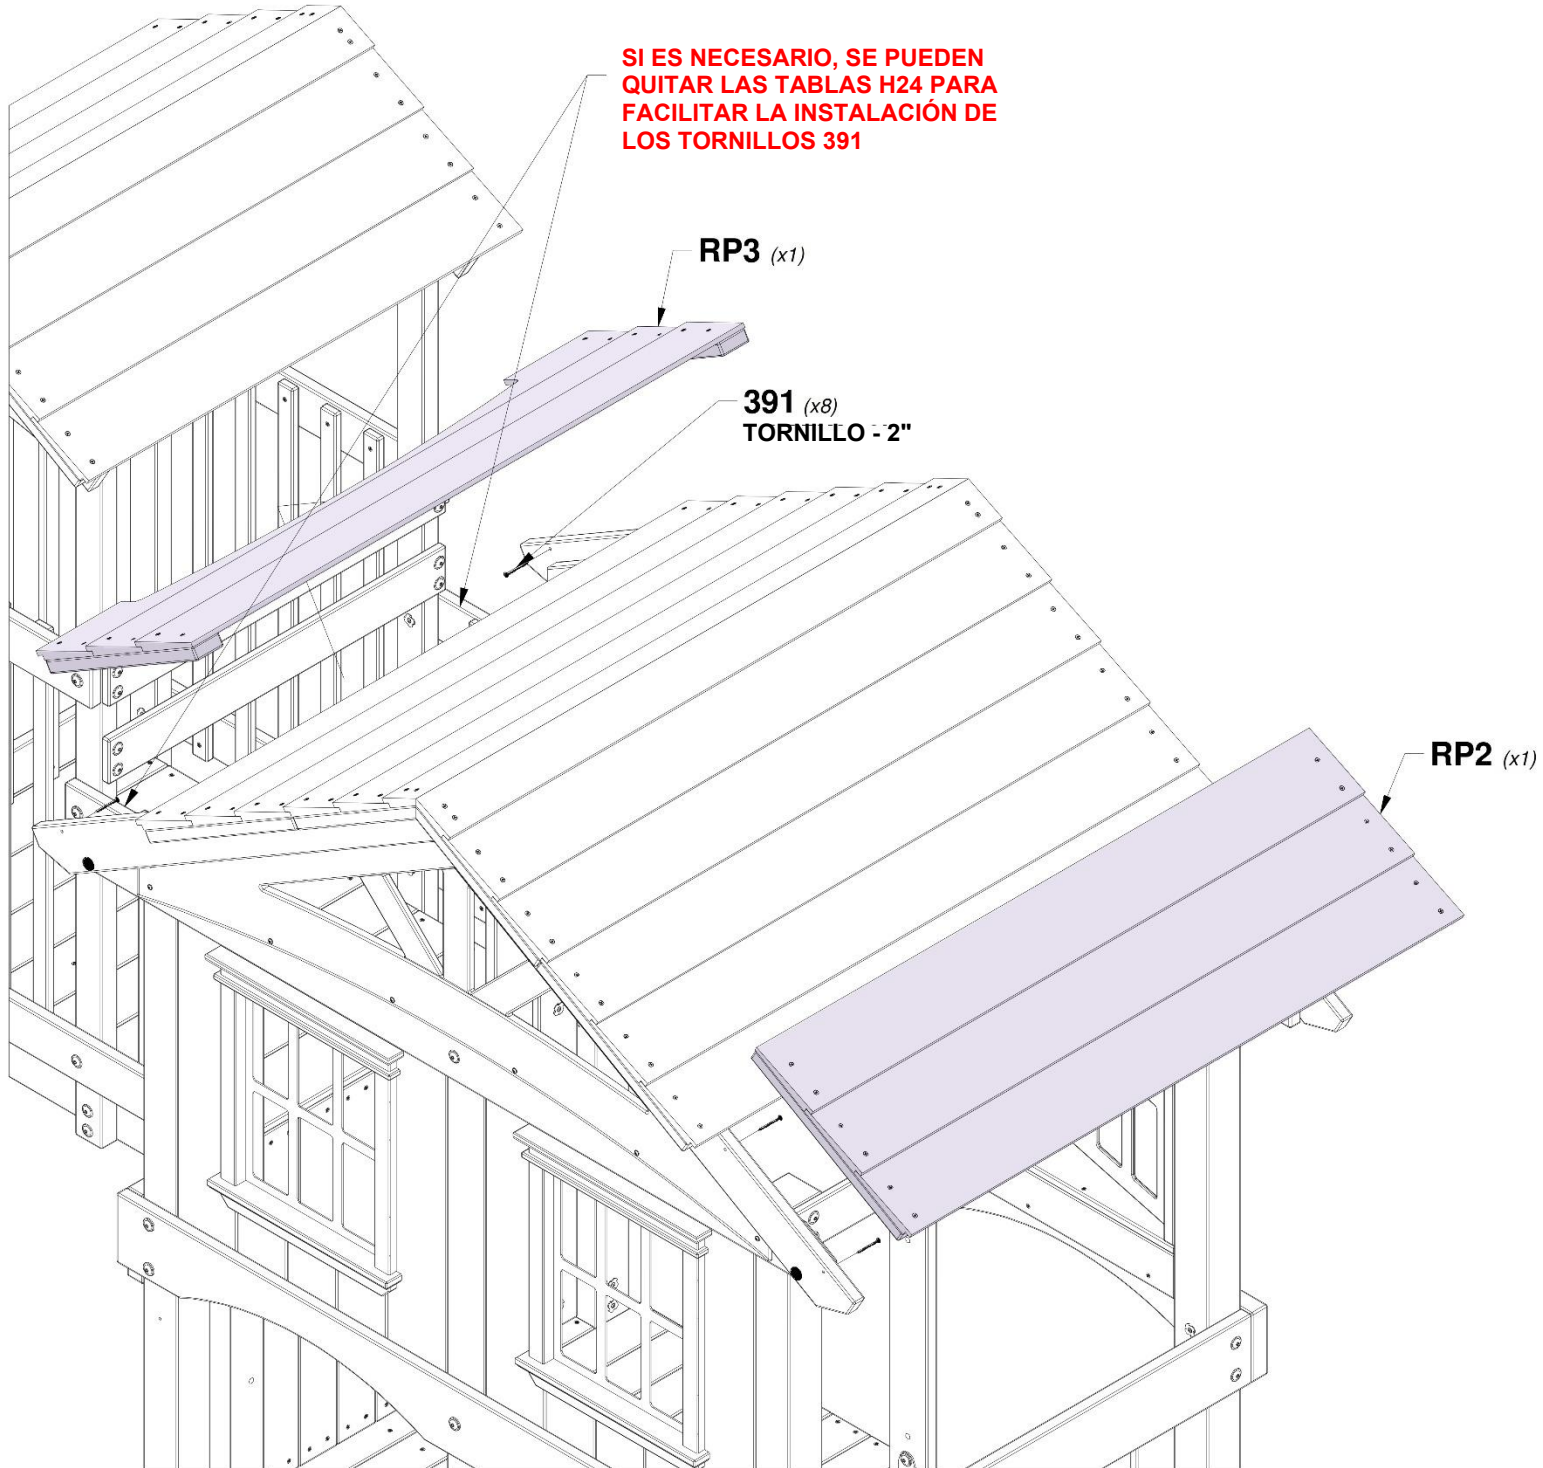 SI ES NECESARIO, SE PUEDEN
QUITAR LAS TABLAS H24 PARA
FACILITAR LA INSTALACIÓN DE
LOS TORNILLOS 391
RP3 (x1)
391 (x8)
TORNILLO - 2"
RP2 (x1)